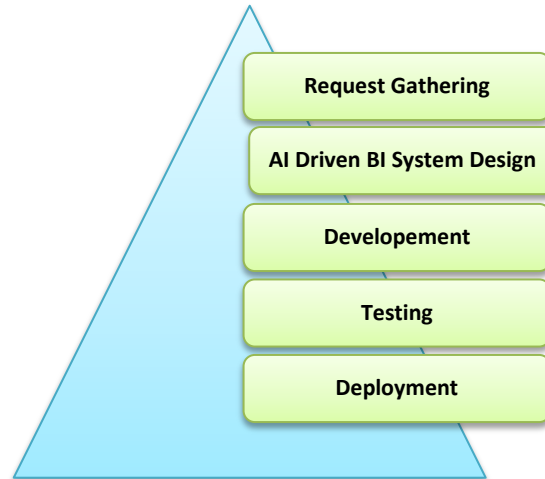 Request Gathering
AI Driven BI System Design
Developement
Testing
Deployment